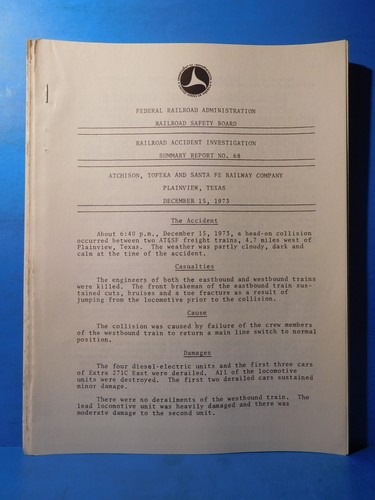 FEDERAL RAILROAD ADMINISTRATION
RAILROAD SAFETY BOARD
RAILROAD ACCIDENT INVESTIGATION
SUMMARY REPORT NO. 68
ATCHISON, TOPEKA AND SANTA FE RAILWAY COMPANY
PLAINVIEW, TEXAS
DECEMBER 15, 1973
The Accident
About 6:40 p.m., December 15, 1973, a head-on collision
occurred between two AT&SF freight trains, 4.7 miles west of
Plainview, Texas. The weather was partly cloudy, dark and
calm at the time of the accident.
Casualties
The engineers of both the eastbound and westbound trains
were killed. The front brakeman of the eastbound train sus-
tained cuts, bruises and a toe fracture as a result of
jumping from the locomotive prior to the collision.
Cause
The collision was caused by failure of the crew members
of the westbound train to return a main line switch to normal
position.
Damages
The four diesel-electric units and the first three cars
of Extra 271C East were derailed. All of the locomotive
units were destroyed. The first two derailed cars sustained
minor damage.
There were no derailments of the westbound train. The
lead locomotive unit was heavily damaged and there was
moderate damage to the second unit.